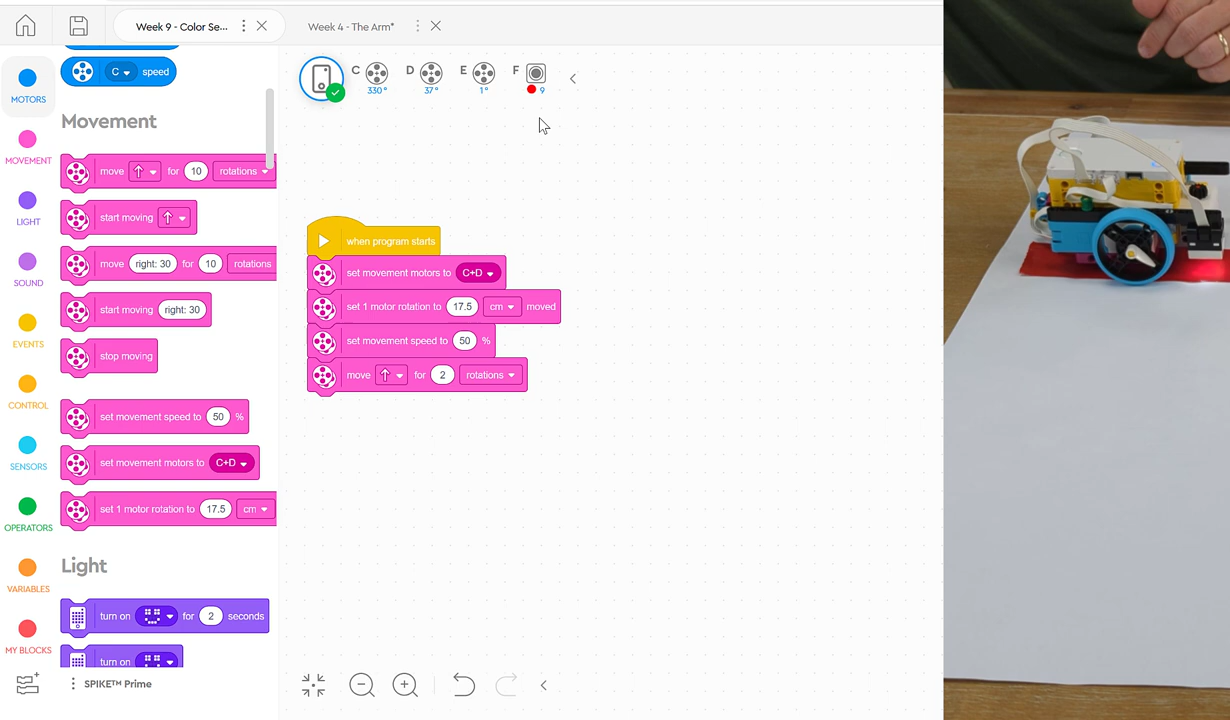 Week 9 - Color Se...
Week 4 - The Arm*
MOTORS
MOVEMENT
LIGHT
SOUND
EVENTS
CONTROL
SENSORS
OPERATORS
VARIABLES
MY BLOCKS
C speed
Movement
move for 10 rotations
start moving
move right: 30 for 10 rotations
start moving right: 30
stop moving
set movement speed to 50 %
set movement motors to C+D
set 1 motor rotation to 17.5 cm
Light
turn on for 2 seconds
turn on
SPIKE™ Prime
C 330° D 37° E 1° F 9
when program starts
set movement motors to C+D
set 1 motor rotation to 17.5 cm moved
set movement speed to 50 %
move for 2 rotations